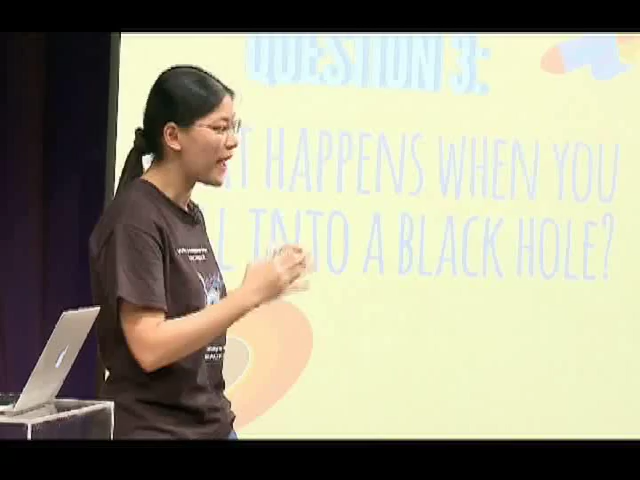 QUESTION 3:
T HAPPENS WHEN YOU
L INTO A BLACK HOLE?